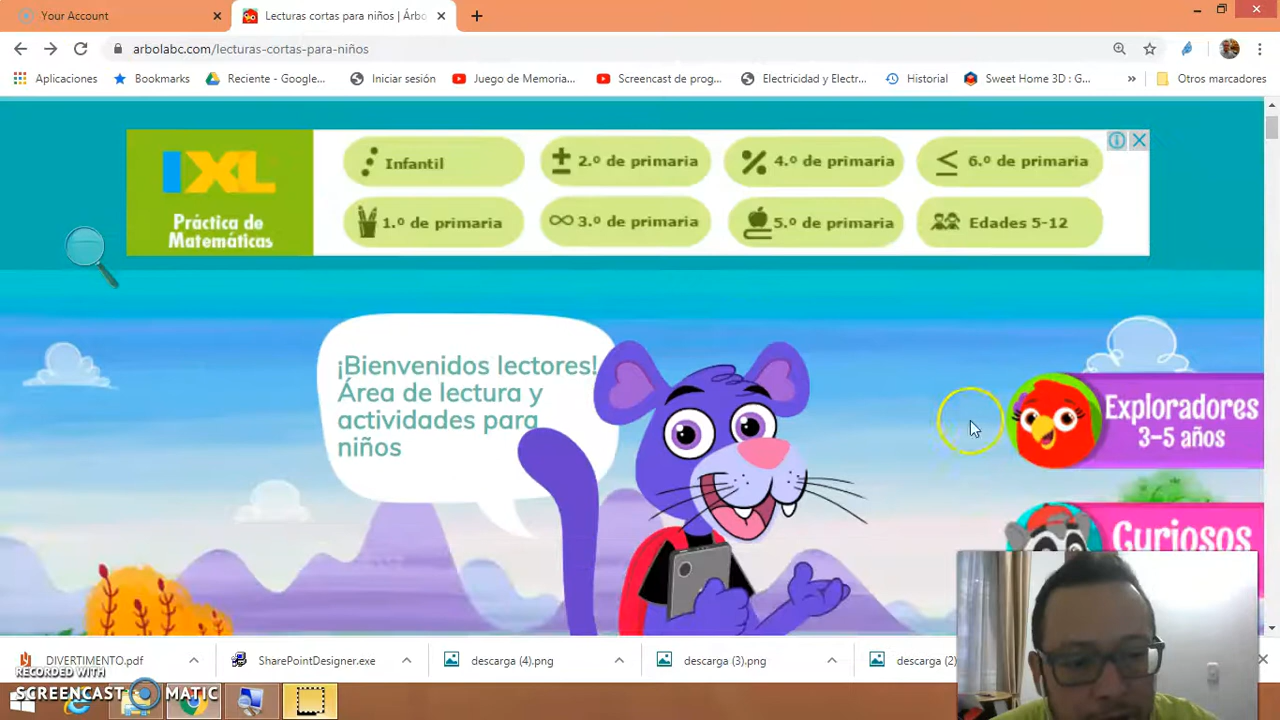 Your Account
Lecturas cortas para niños | Árbo
arbolabc.com/lecturas-cortas-para-niños
Aplicaciones
Bookmarks
Reciente - Google...
Iniciar sesión
Juego de Memoria...
Screencast de prog...
Electricidad y Electr...
Historial
Sweet Home 3D : G...
»
Otros marcadores
IXL
Práctica de
Matemáticas
Infantil
2.º de primaria
4.º de primaria
6.º de primaria
1.º de primaria
3.º de primaria
5.º de primaria
Edades 5-12
¡Bienvenidos lectores!
Área de lectura y
actividades para
niños
Exploradores
3-5 años
Curiosos
DIVERTIMENTO.pdf
SharePointDesigner.exe
descarga (4).png
descarga (3).png
descarga (2)
RECORDED WITH
SCREENCAST MATIC